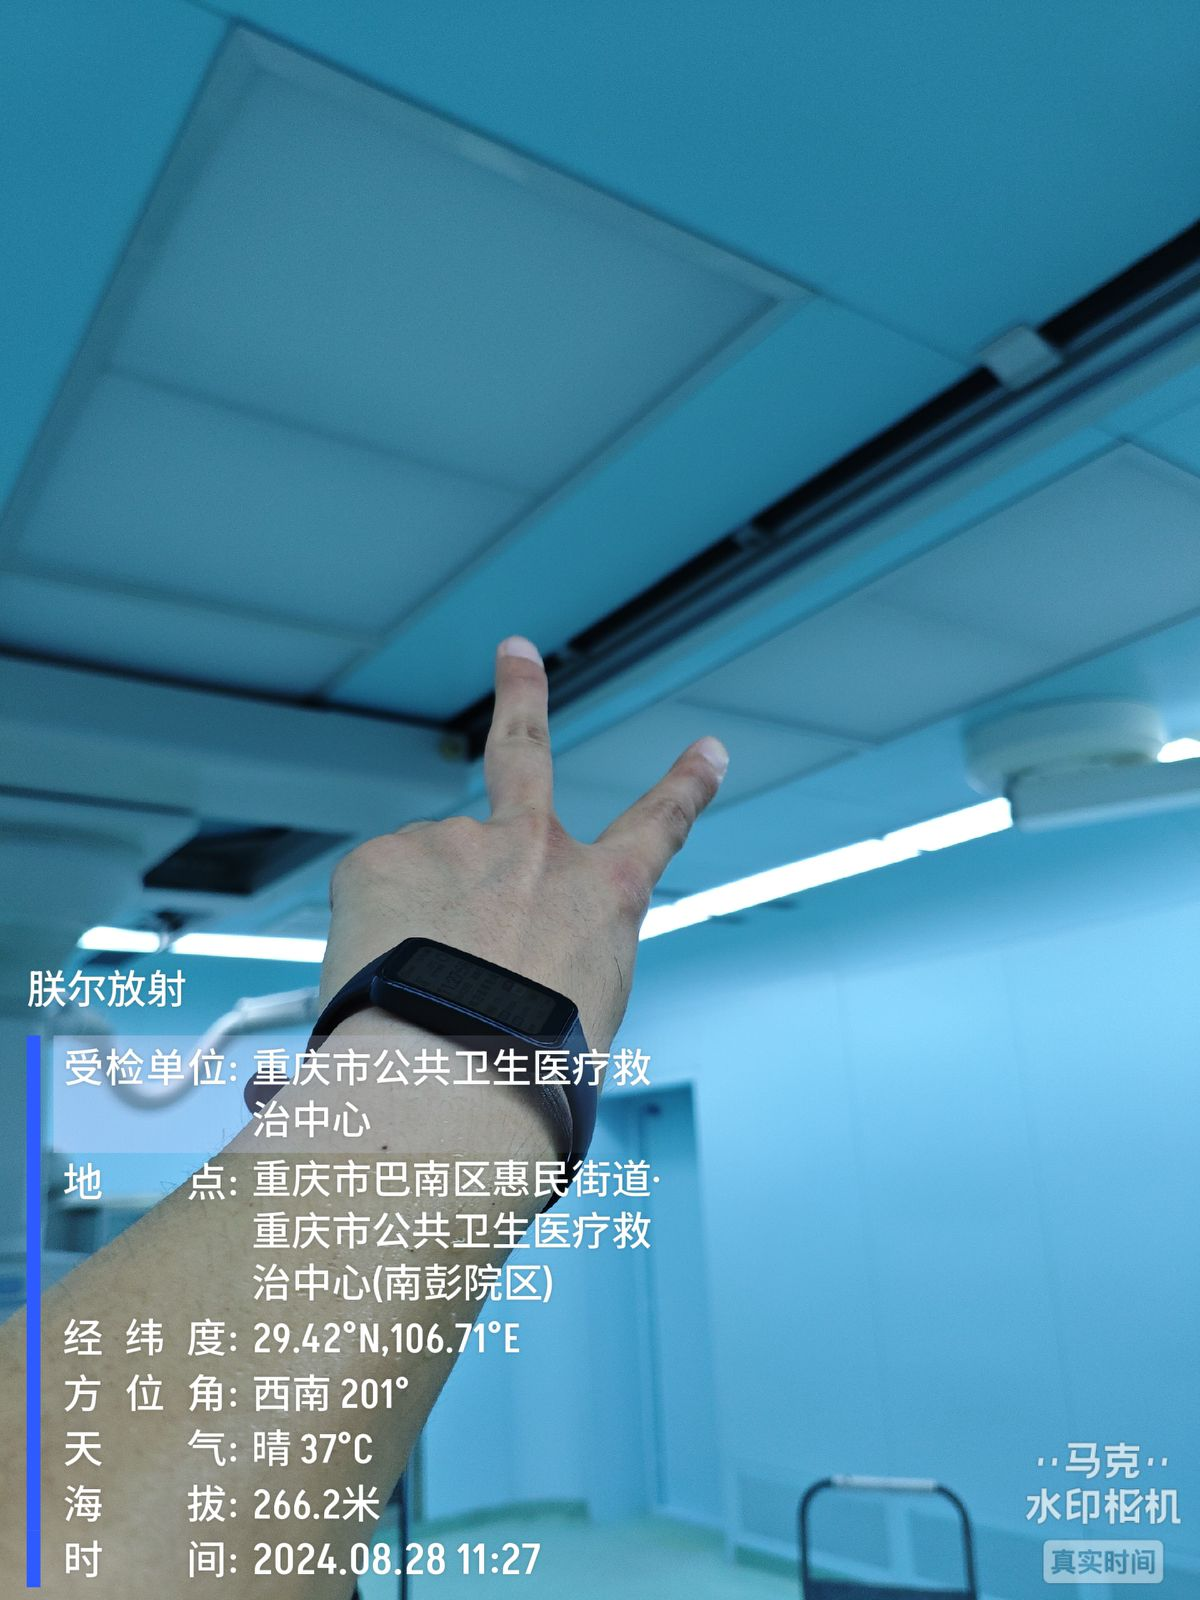 朕尔放射
受检单位: 重庆市公共卫生医疗救
治中心
地点: 重庆市巴南区惠民街道·
重庆市公共卫生医疗救
治中心(南彭院区)
经纬度: 29.42°N,106.71°E
方位角: 西南 201°
天气: 晴 37°C
海拔: 266.2米
时间: 2024.08.28 11:27
马克
水印相机
真实时间